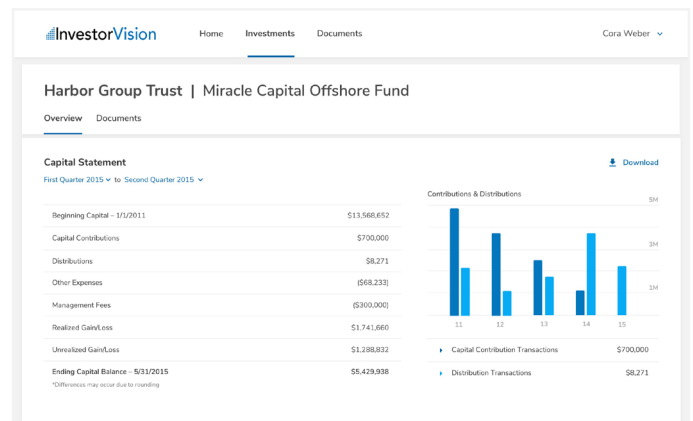 InvestorVision Home Investments Documents Cora Weber
Harbor Group Trust | Miracle Capital Offshore Fund
Overview Documents
Capital Statement
Download
First Quarter 2015 to Second Quarter 2015
Beginning Capital – 1/1/2011 $13,568,652
Capital Contributions $700,000
Distributions $8,271
Other Expenses ($68,233)
Management Fees ($300,000)
Realized Gain/Loss $1,741,660
Unrealized Gain/Loss $1,288,832
Ending Capital Balance – 5/31/2015 $5,429,938
*Differences may occur due to rounding
Contributions & Distributions
5M
3M
1M
11 12 13 14 15
Capital Contribution Transactions $700,000
Distribution Transactions $8,271